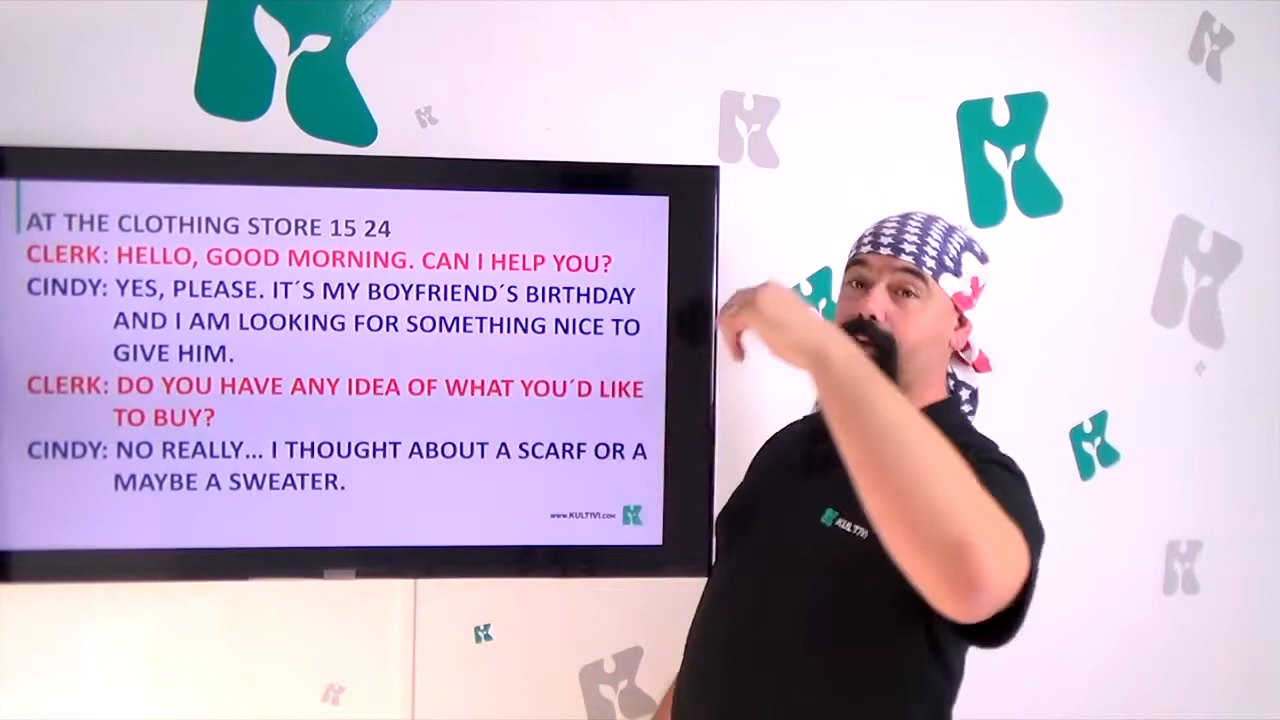 AT THE CLOTHING STORE 15 24
CLERK: HELLO, GOOD MORNING. CAN I HELP YOU?
CINDY: YES, PLEASE. IT´S MY BOYFRIEND´S BIRTHDAY
AND I AM LOOKING FOR SOMETHING NICE TO
GIVE HIM.
CLERK: DO YOU HAVE ANY IDEA OF WHAT YOU´D LIKE
TO BUY?
CINDY: NO REALLY... I THOUGHT ABOUT A SCARF OR A
MAYBE A SWEATER.
www.KULTIVI.com
KULTIVI